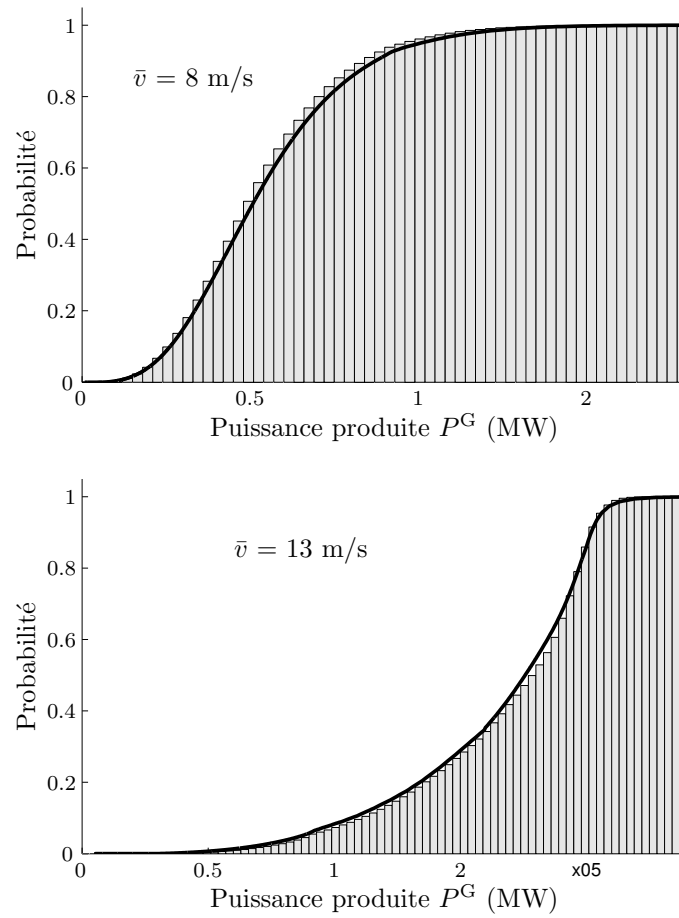 1
v̄ = 8 m/s
0.8
0.6
Probabilité
0.4
0.2
0
0 0.5 1 2
Puissance produite P^G (MW)
1
v̄ = 13 m/s
0.8
0.6
Probabilité
0.4
0.2
0
0 0.5 1 2 x05
Puissance produite P^G (MW)